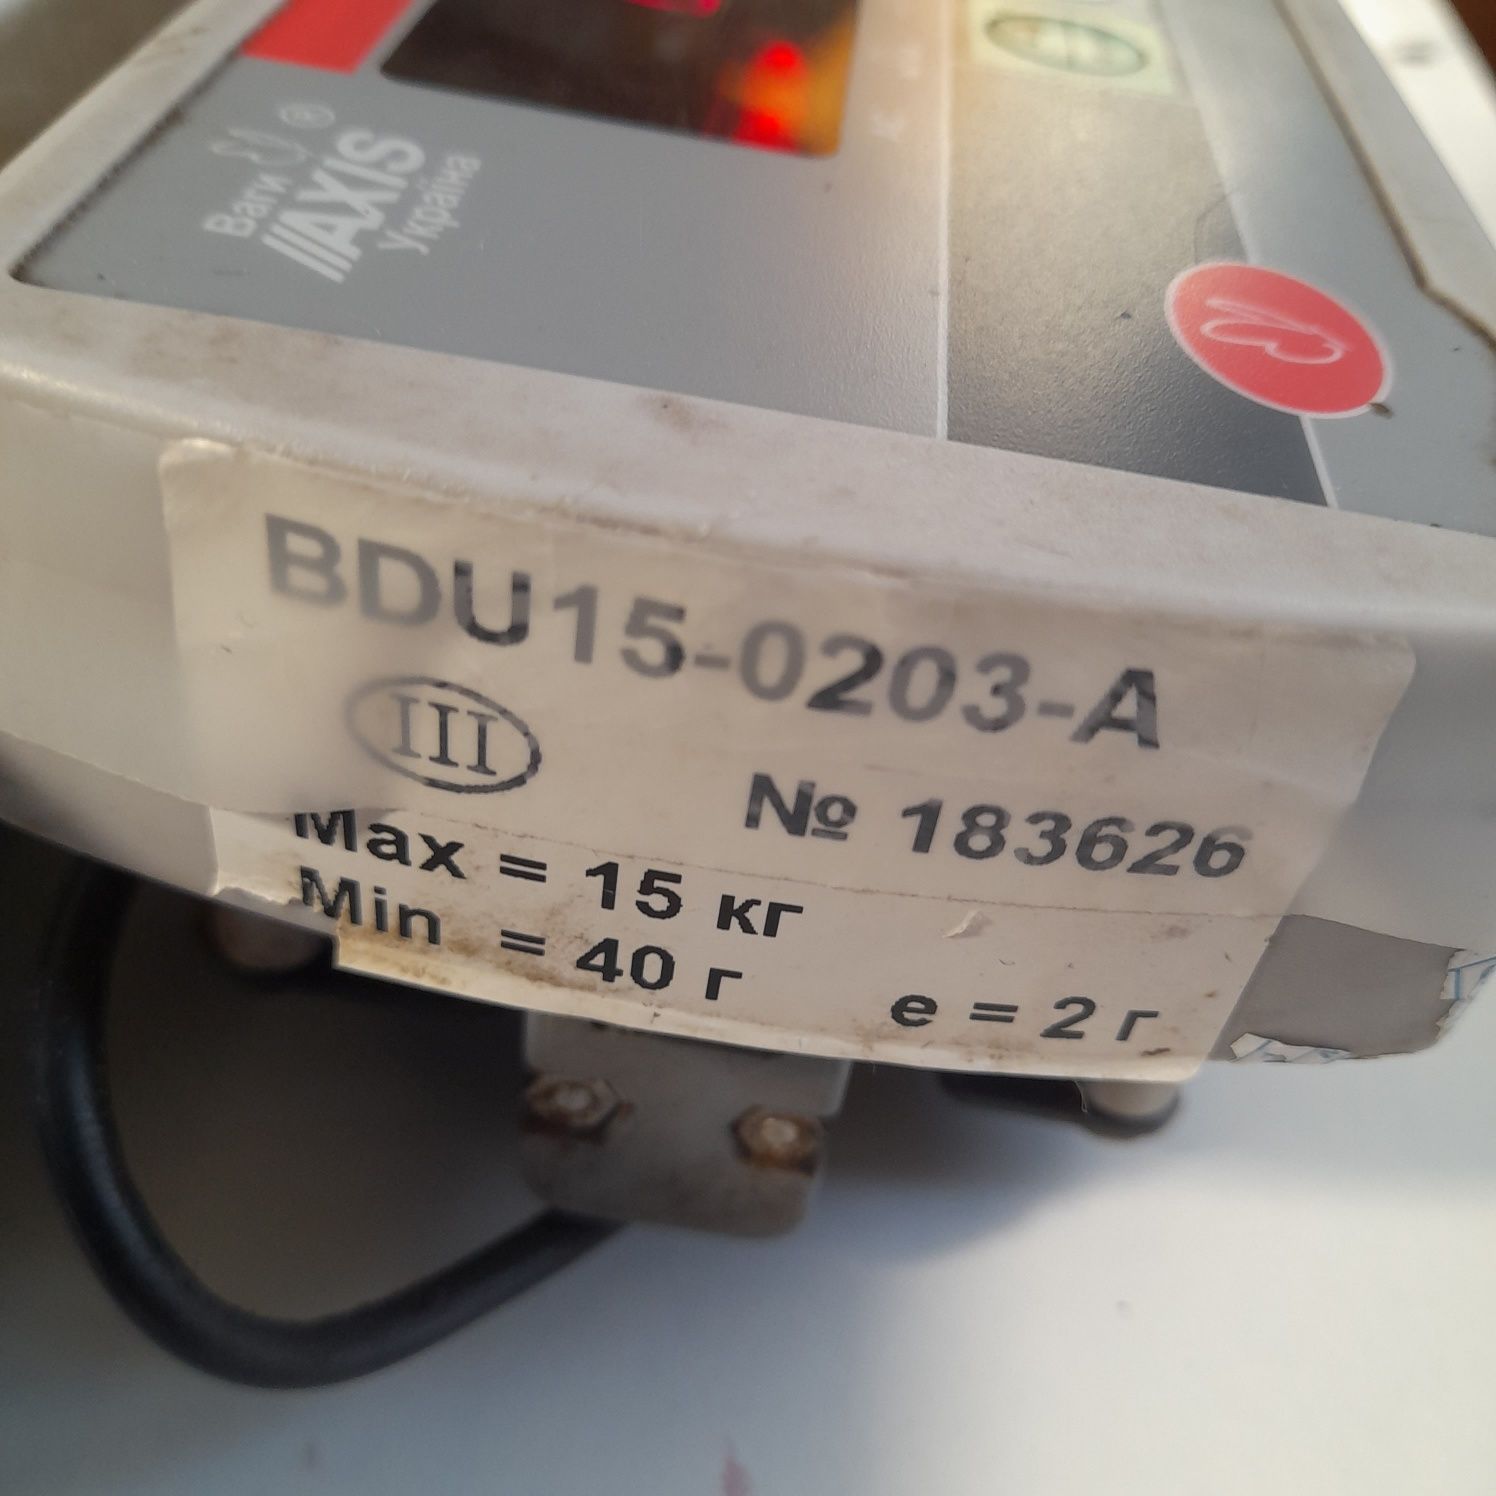 Ваги
®
AXIS
Україна
BDU15-0203-A
III
№ 183626
Max = 15 кг
Min = 40 г
e = 2 г